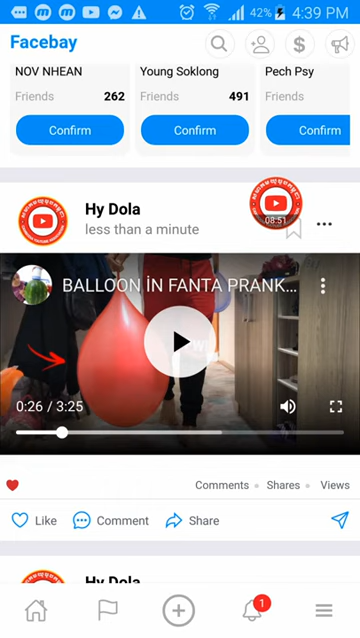 42% 4:39 PM
Facebay
$
NOV NHEAN Young Soklong Pech Psy
Friends 262 Friends 491 Friends
Confirm Confirm Confirm
Hy Dola
less than a minute
08:51
BALLOON İN FANTA PRANK...
0:26 / 3:25
Comments Shares Views
Like Comment Share
Hy Dola
1